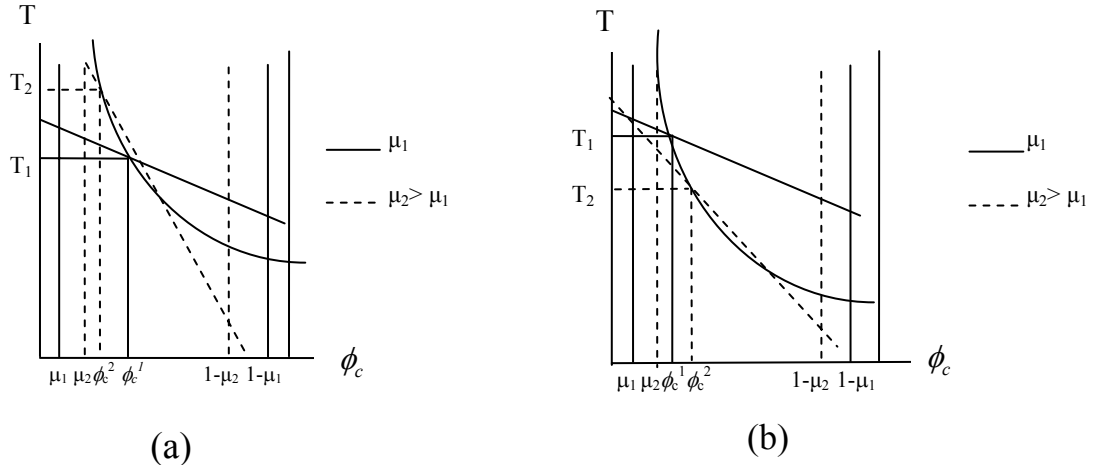 T
T₂
T₁
μ₁
μ₂> μ₁
μ₁ μ₂ ϕc² ϕc¹ 1-μ₂ 1-μ₁ ϕc
(a)
T
T₁
T₂
μ₁
μ₂> μ₁
μ₁ μ₂ ϕc¹ ϕc² 1-μ₂ 1-μ₁ ϕc
(b)